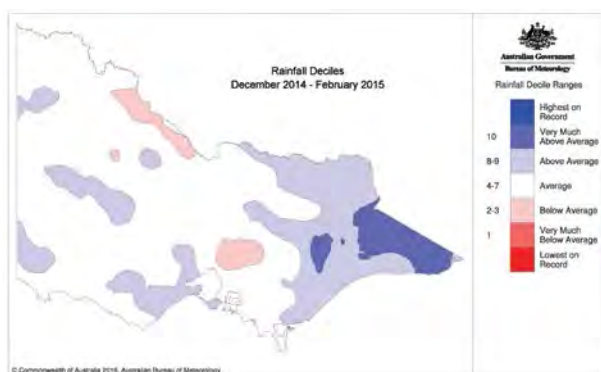 Rainfall Deciles
December 2014 - February 2015
Australian Government
Bureau of Meteorology
Rainfall Decile Ranges
Highest on
Record
10
Very Much
Above Average
8-9
Above Average
4-7
Average
2-3
Below Average
1
Very Much
Below Average
Lowest on
Record
© Commonwealth of Australia 2015, Australian Bureau of Meteorology